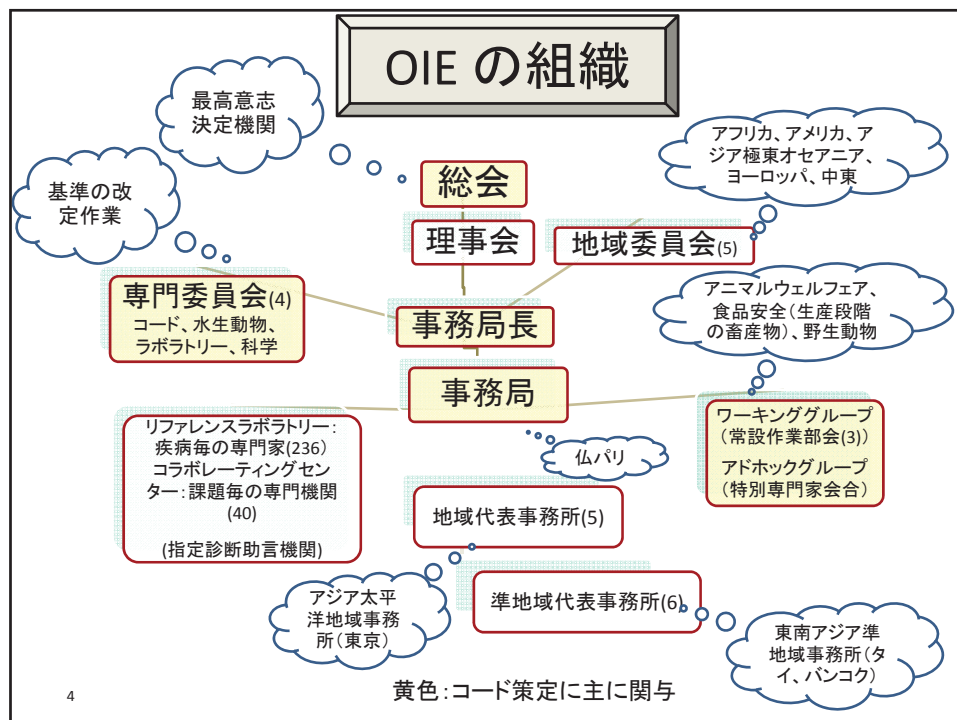 OIE の組織
最高意志
決定機関
基準の改
定作業
アフリカ、アメリカ、ア
ジア極東オセアニア、
ヨーロッパ、中東
総会
理事会
地域委員会(5)
専門委員会(4)
コード、水生動物、
ラボラトリー、科学
事務局長
アニマルウェルフェア、
食品安全(生産段階
の畜産物)、野生動物
事務局
リファレンスラボラトリー:
疾病毎の専門家(236)
コラボレーティングセン
ター:課題毎の専門機関
(40)
(指定診断助言機関)
仏パリ
ワーキンググループ
(常設作業部会(3)
アドホックグループ
(特別専門家会合)
地域代表事務所(5)
準地域代表事務所(6)
アジア太平
洋地域事務
所(東京)
東南アジア準
地域事務所(タ
イ、バンコク)
黄色:コード策定に主に関与
4